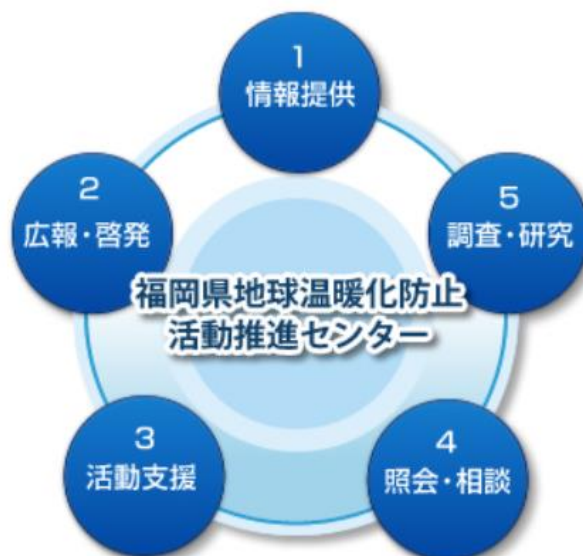 1
情報提供
2
広報・啓発
5
調査・研究
福岡県地球温暖化防止
活動推進センター
3
活動支援
4
照会・相談